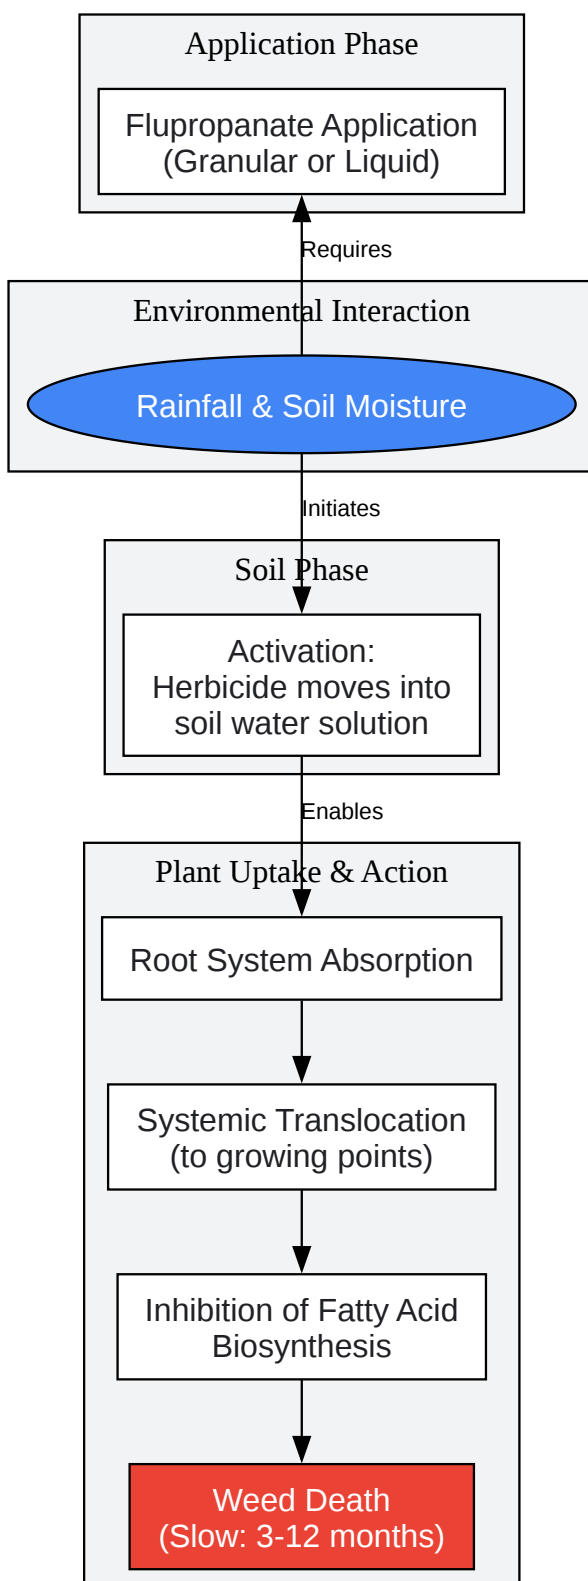 Application Phase
Flupropanate Application
(Granular or Liquid)
Requires
Environmental Interaction
Rainfall & Soil Moisture
Initiates
Soil Phase
Activation:
Herbicide moves into
soil water solution
Enables
Plant Uptake & Action
Root System Absorption
Systemic Translocation
(to growing points)
Inhibition of Fatty Acid
Biosynthesis
Weed Death
(Slow: 3-12 months)